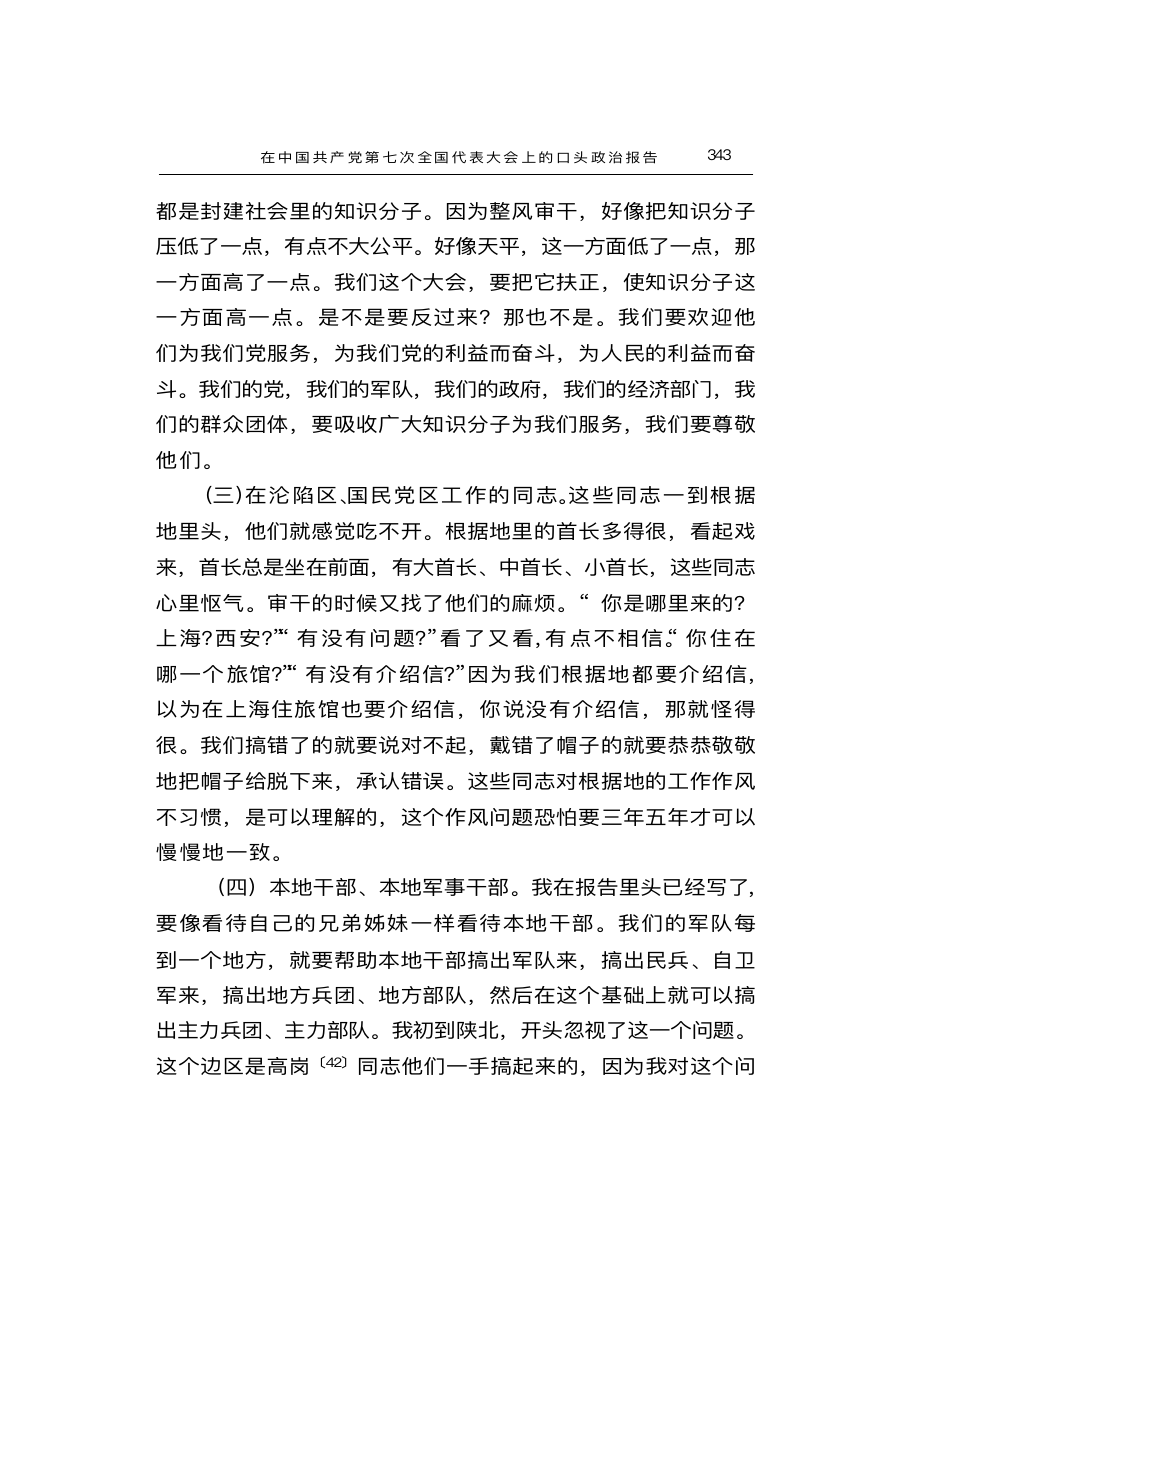 在中国共产党第七次全国代表大会上的口头政治报告 343
都是封建社会里的知识分子。因为整风审干，好像把知识分子
压低了一点，有点不大公平。好像天平，这一方面低了一点，那
一方面高了一点。我们这个大会，要把它扶正，使知识分子这
一方面高一点。是不是要反过来？那也不是。我们要欢迎他
们为我们党服务，为我们党的利益而奋斗，为人民的利益而奋
斗。我们的党，我们的军队，我们的政府，我们的经济部门，我
们的群众团体，要吸收广大知识分子为我们服务，我们要尊敬
他们。
(三)在沦陷区、国民党区工作的同志。这些同志一到根据
地里头，他们就感觉吃不开。根据地里的首长多得很，看起戏
来，首长总是坐在前面，有大首长、中首长、小首长，这些同志
心里怄气。审干的时候又找了他们的麻烦。“你是哪里来的？
上海？西安？”“有没有问题？”看了又看，有点不相信。“你住在
哪一个旅馆？”“有没有介绍信？”因为我们根据地都要介绍信，
以为在上海住旅馆也要介绍信，你说没有介绍信，那就怪得
很。我们搞错了的就要说对不起，戴错了帽子的就要恭恭敬敬
地把帽子给脱下来，承认错误。这些同志对根据地的工作作风
不习惯，是可以理解的，这个作风问题恐怕要三年五年才可以
慢慢地一致。
（四）本地干部、本地军事干部。我在报告里头已经写了，
要像看待自己的兄弟姊妹一样看待本地干部。我们的军队每
到一个地方，就要帮助本地干部搞出军队来，搞出民兵、自卫
军来，搞出地方兵团、地方部队，然后在这个基础上就可以搞
出主力兵团、主力部队。我初到陕北，开头忽视了这一个问题。
这个边区是高岗〔42〕同志他们一手搞起来的，因为我对这个问